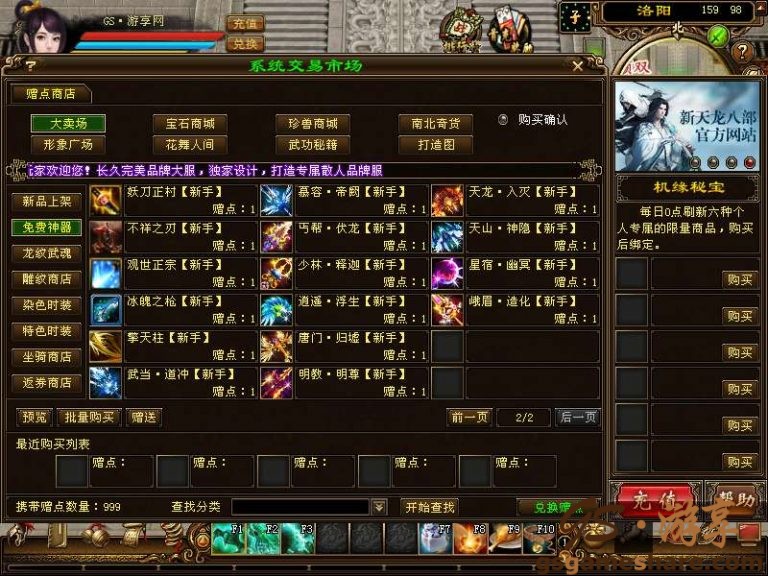 GS·游享网
充值
兑换
洛阳 159 98
北
系统交易市场
赠点商店
大卖场 宝石商城 珍兽商城 南北奇货 购买确认
形象广场 花舞人间 武功秘籍 打造图
家欢迎您! 长久完美品牌大服,独家设计,打造专属散人品牌服
新品上架
免费神器
龙纹武魂
雕纹商店
染色时装
特色时装
坐骑商店
返券商店
妖刀正村【新手】 慕容·帝阙【新手】 天龙·入灭【新手】
赠点:1 赠点:1 赠点:1
不祥之刃【新手】 丐帮·伏龙【新手】 天山·神隐【新手】
赠点:1 赠点:1 赠点:1
观世正宗【新手】 少林·释迦【新手】 星宿·幽冥【新手】
赠点:1 赠点:1 赠点:1
冰魄之枪【新手】 逍遥·浮生【新手】 峨眉·造化【新手】
赠点:1 赠点:1 赠点:1
擎天柱【新手】 唐门·归墟【新手】
赠点:1 赠点:1
武当·道冲【新手】 明教·明尊【新手】
赠点:1 赠点:1
预览 批量购买 赠送 前一页 2/2 后一页
最近购买列表
赠点: 赠点: 赠点: 赠点: 赠点:
携带赠点数量:999 查找分类 开始查找 兑换赠点
新天龙八部
官方网站
机缘秘宝
每日0点刷新六种个
人专属的限量商品,购买
后绑定。
购买
购买
购买
购买
购买
购买
充值 帮助
F1 F2 F3 F7 F8 F9 F10
GS·游享
gsgameshare.com